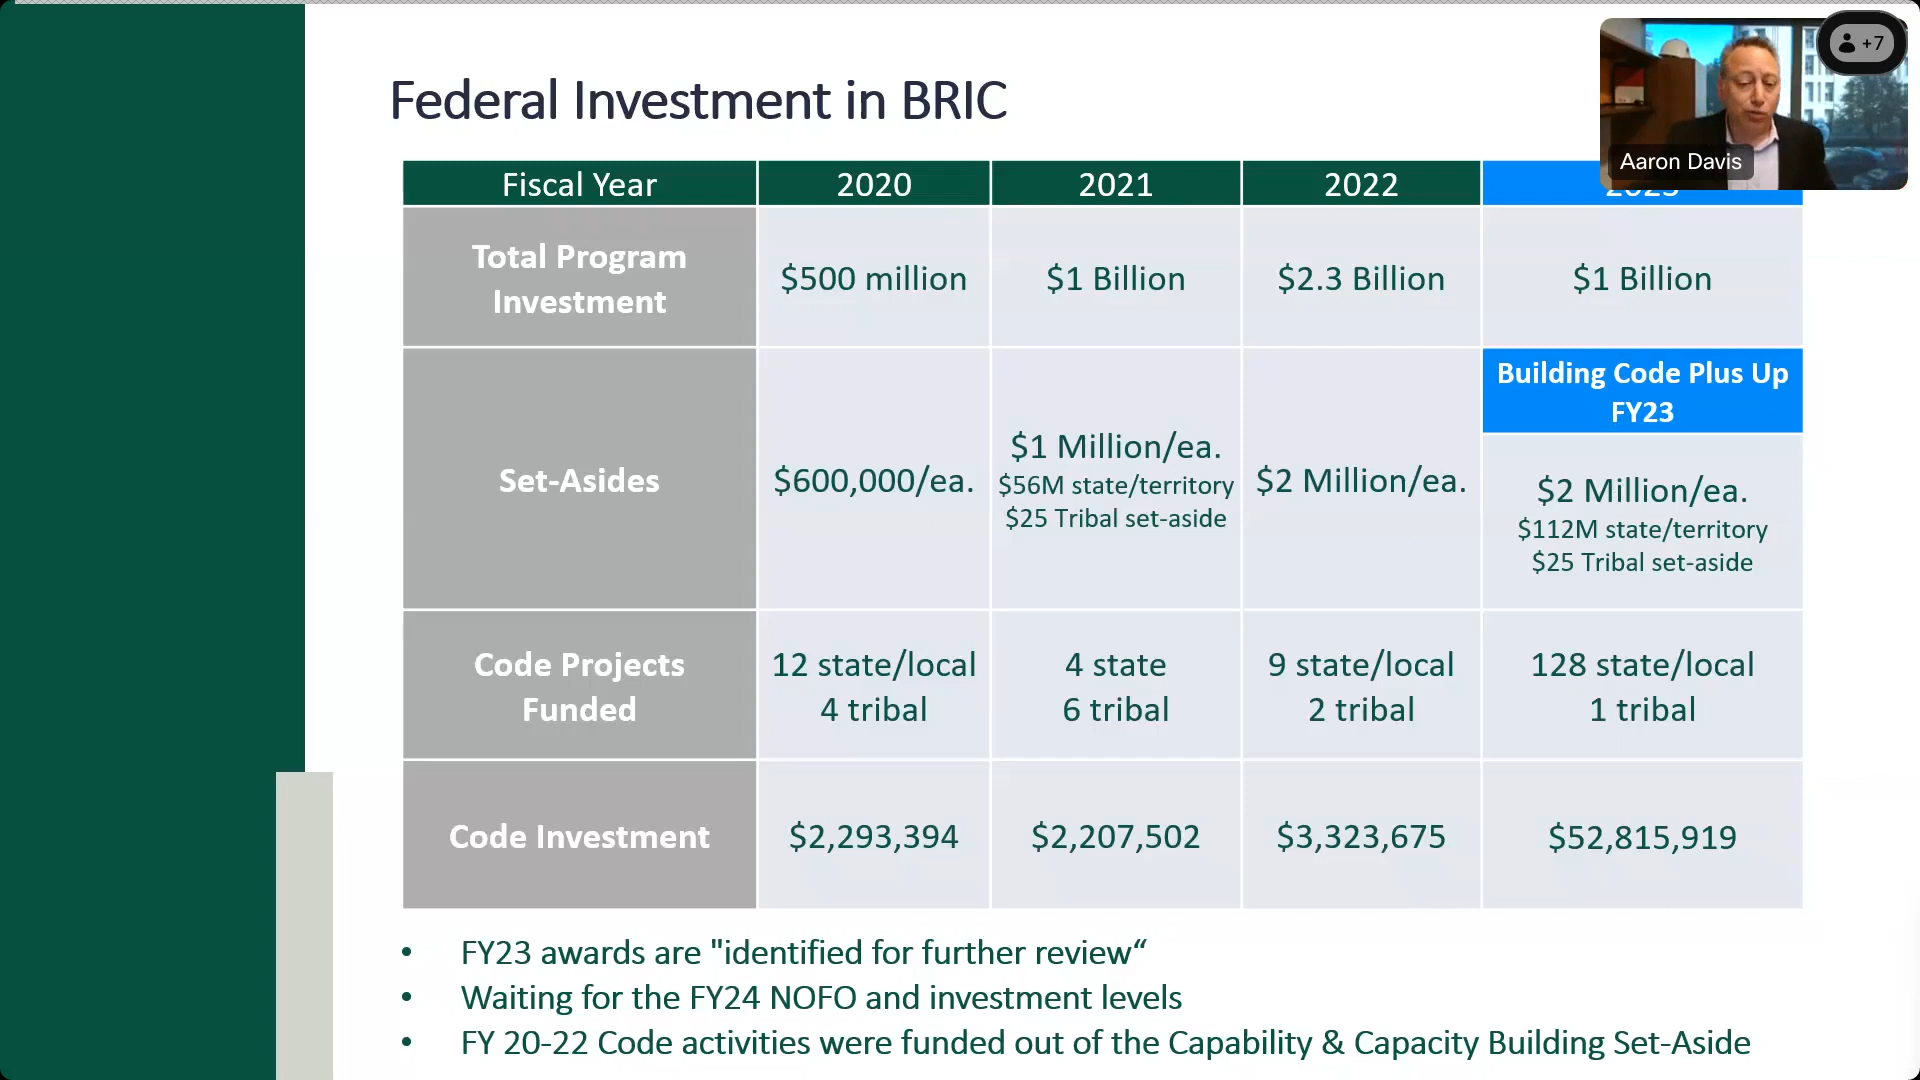 Federal Investment in BRIC
+7
Aaron Davis
Fiscal Year
2020
2021
2022
Total Program
Investment
$500 million
$1 Billion
$2.3 Billion
$1 Billion
Set-Asides
$600,000/ea.
$1 Million/ea.
$56M state/territory
$25 Tribal set-aside
$2 Million/ea.
Building Code Plus Up
FY23
$2 Million/ea.
$112M state/territory
$25 Tribal set-aside
Code Projects
Funded
12 state/local
4 tribal
4 state
6 tribal
9 state/local
2 tribal
128 state/local
1 tribal
Code Investment
$2,293,394
$2,207,502
$3,323,675
$52,815,919
• FY23 awards are "identified for further review“
• Waiting for the FY24 NOFO and investment levels
• FY 20-22 Code activities were funded out of the Capability & Capacity Building Set-Aside